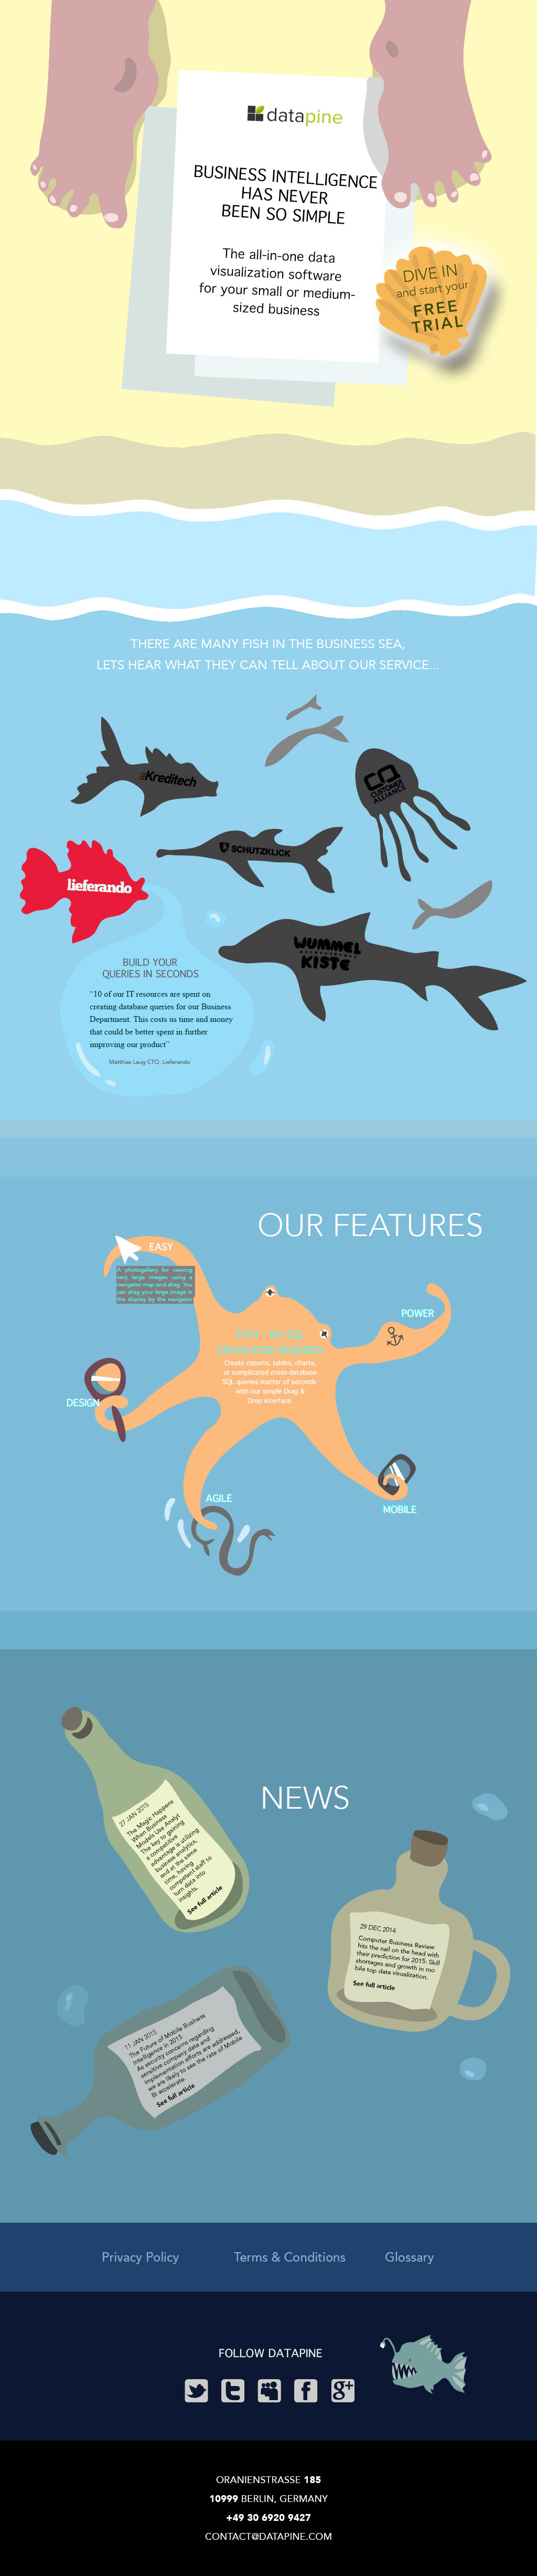 datapine
BUSINESS INTELLIGENCE
HAS NEVER
BEEN SO SIMPLE
The all-in-one data
visualization software
for your small or medium-
sized business
DIVE IN
and start your
FREE
TRIAL
THERE ARE MANY FISH IN THE BUSINESS SEA,
LETS HEAR WHAT THEY CAN TELL ABOUT OUR SERVICE...
Kreditech
CUSTOMER
ALLIANCE
SCHUTZKLICK
lieferando
WUMMEL
KISTE
BUILD YOUR
QUERIES IN SECONDS
“10 of our IT resources are spent on
creating database queries for our Business
Department. This costs us time and money
that could be better spent in further
improving our product”
Matthias Laug CTO, Lieferando
OUR FEATURES
EASY
A photogallery for viewing
very large images using a
navigator map and drag. You
can drag your large image in
the display by the navigator
POWER
EASY - NO SQL
KNOWLEDGE REQUIRED
Create reports, tables, charts,
or complicated cross-database
SQL queries matter of seconds
with our simple Drag &
Drop interface.
DESIGN
AGILE
MOBILE
NEWS
27 JAN 2015
The Magic Happens
When Business
Models Use Analyt
The key to gaining
a competitive
advantage is utilizing
business analytics,
and at the same
time, having
competent staff to
turn data into
insights.
See full article
29 DEC 2014
Computer Business Review
hits the nail on the head with
their prediction for 2015: Skill
shortages and growth in mo
bile top data visualization.
See full article
11 JAN 2015
The Future of Mobile Business
Intelligence in 2015
As security concerns regarding
sensitive company data and
implementation efforts are addressed,
we are likely to see the rate of Mobile
BI accelerate.
See full article
Privacy Policy Terms & Conditions Glossary
FOLLOW DATAPINE
ORANIENSTRASSE 185
10999 BERLIN, GERMANY
+49 30 6920 9427
CONTACT@DATAPINE.COM